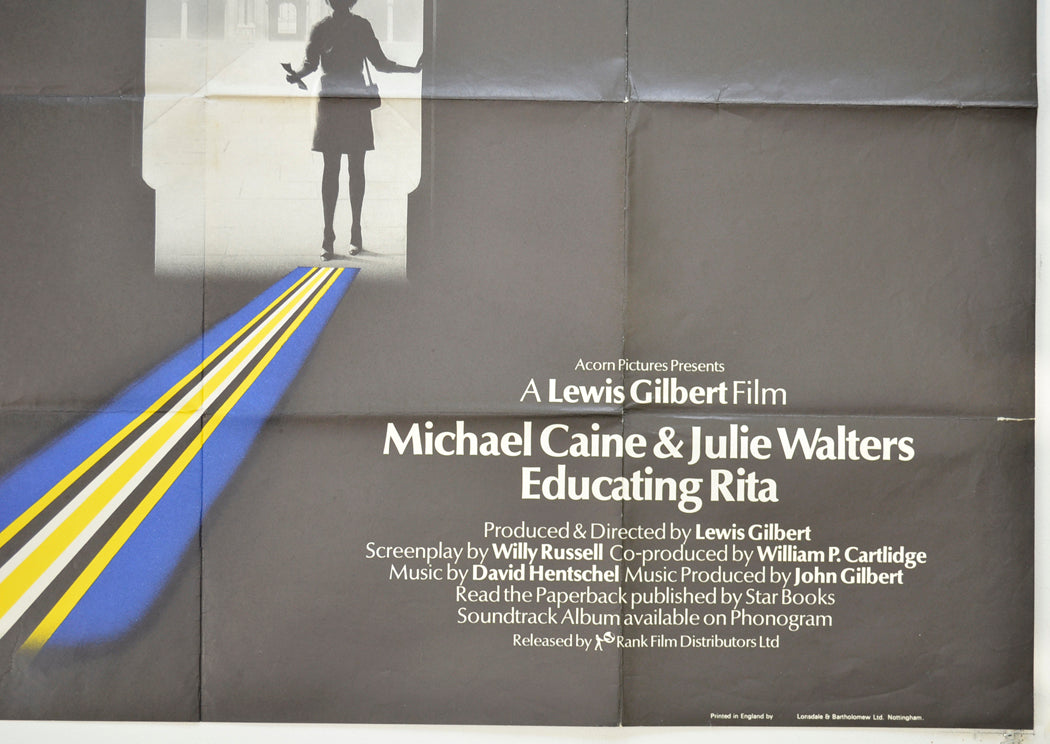 Acorn Pictures Presents
A Lewis Gilbert Film
Michael Caine & Julie Walters
Educating Rita
Produced & Directed by Lewis Gilbert
Screenplay by Willy Russell Co-produced by William P. Cartlidge
Music by David Hentschel Music Produced by John Gilbert
Read the Paperback published by Star Books
Soundtrack Album available on Phonogram
Released by Rank Film Distributors Ltd
Printed in England by Lonsdale & Bartholomew Ltd. Nottingham.